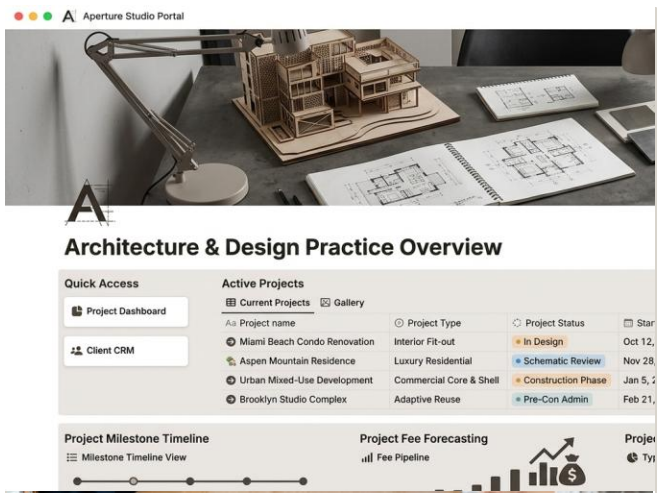 Aperture Studio Portal
Architecture & Design Practice Overview
Quick Access
Project Dashboard
Client CRM
Active Projects
Current Projects Gallery
Aa Project name Project Type Project Status Star
Miami Beach Condo Renovation Interior Fit-out In Design Oct 12,
Aspen Mountain Residence Luxury Residential Schematic Review Nov 28,
Urban Mixed-Use Development Commercial Core & Shell Construction Phase Jan 5, 2
Brooklyn Studio Complex Adaptive Reuse Pre-Con Admin Feb 21,
Project Milestone Timeline
Milestone Timeline View
Project Fee Forecasting
Fee Pipeline
$
Proje
Ty